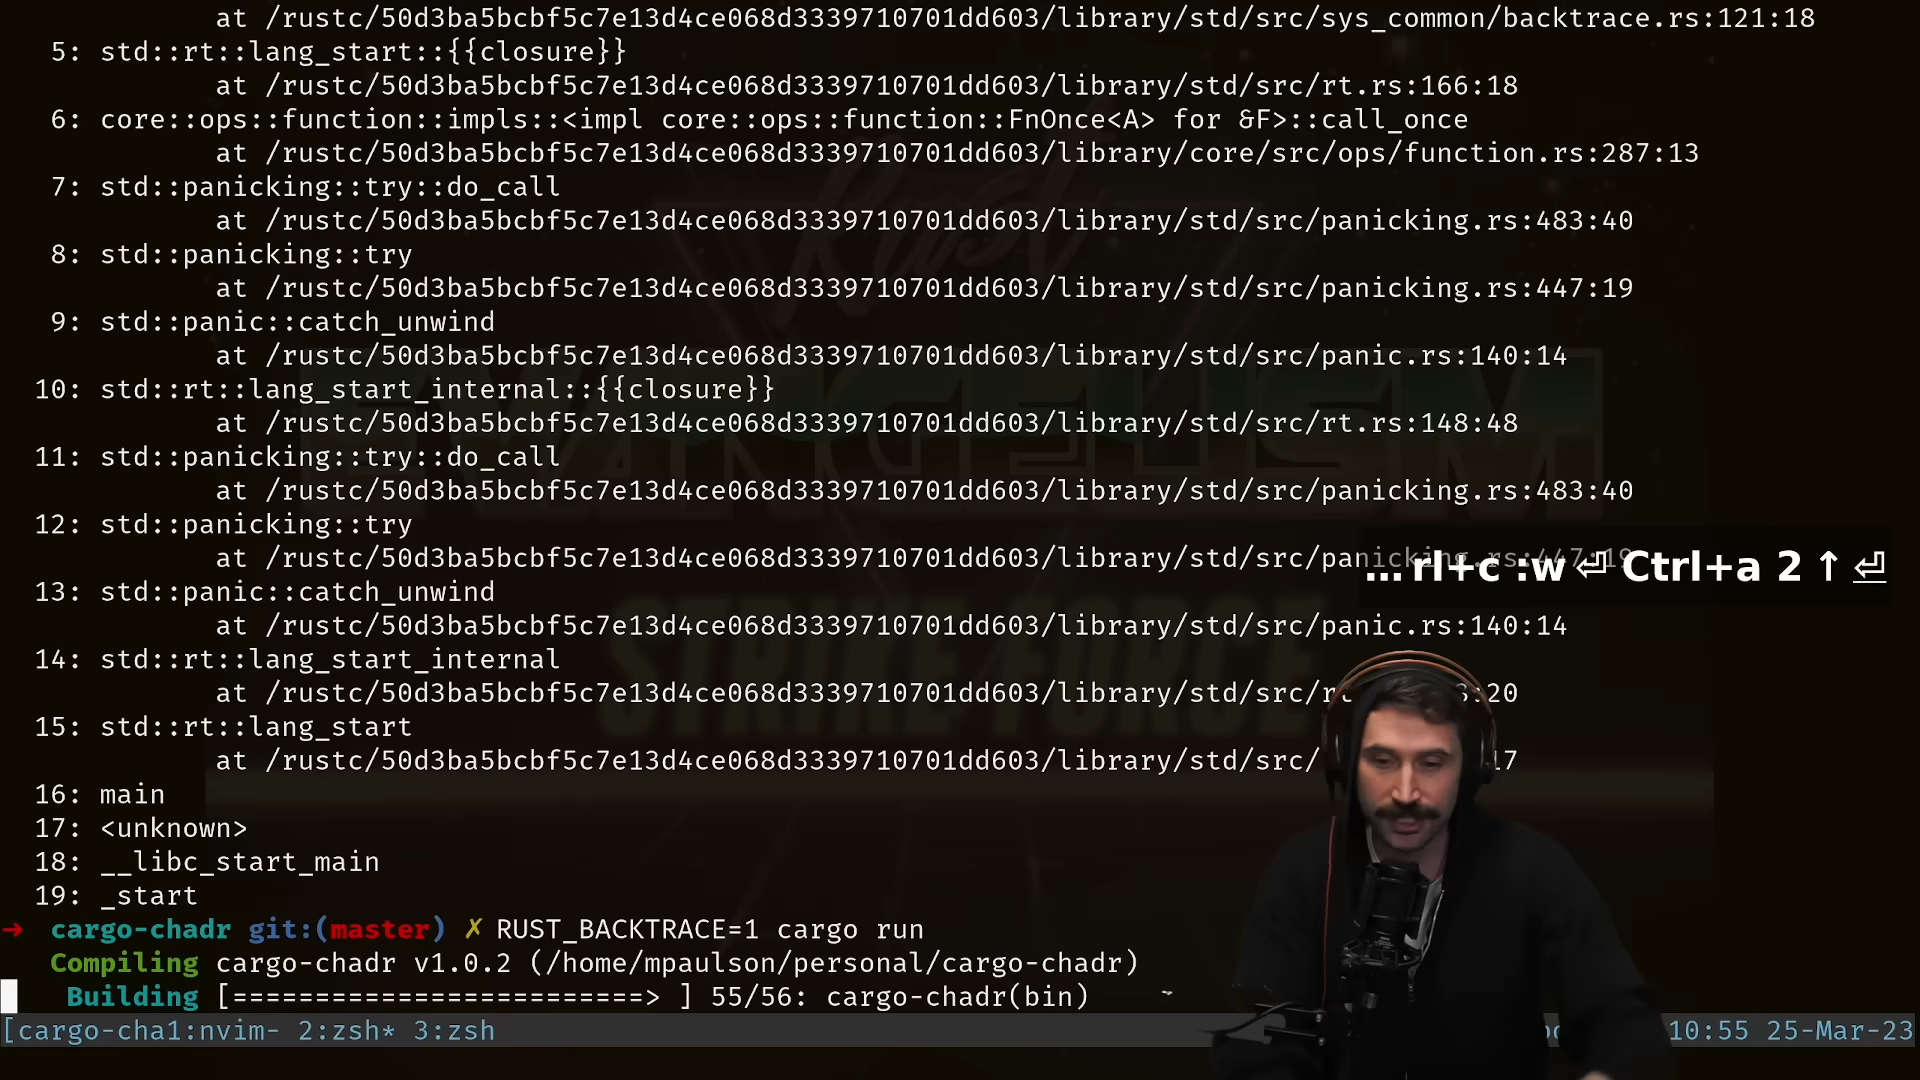 at /rustc/50d3ba5bcbf5c7e13d4ce068d3339710701dd603/library/std/src/sys_common/backtrace.rs:121:18
5: std::rt::lang_start::{{closure}}
at /rustc/50d3ba5bcbf5c7e13d4ce068d3339710701dd603/library/std/src/rt.rs:166:18
6: core::ops::function::impls::<impl core::ops::function::FnOnce<A> for &F>::call_once
at /rustc/50d3ba5bcbf5c7e13d4ce068d3339710701dd603/library/core/src/ops/function.rs:287:13
7: std::panicking::try::do_call
at /rustc/50d3ba5bcbf5c7e13d4ce068d3339710701dd603/library/std/src/panicking.rs:483:40
8: std::panicking::try
at /rustc/50d3ba5bcbf5c7e13d4ce068d3339710701dd603/library/std/src/panicking.rs:447:19
9: std::panic::catch_unwind
at /rustc/50d3ba5bcbf5c7e13d4ce068d3339710701dd603/library/std/src/panic.rs:140:14
10: std::rt::lang_start_internal::{{closure}}
at /rustc/50d3ba5bcbf5c7e13d4ce068d3339710701dd603/library/std/src/rt.rs:148:48
11: std::panicking::try::do_call
at /rustc/50d3ba5bcbf5c7e13d4ce068d3339710701dd603/library/std/src/panicking.rs:483:40
12: std::panicking::try
at /rustc/50d3ba5bcbf5c7e13d4ce068d3339710701dd603/library/std/src/panicking.rs:447:19
...rl+c :w⏎ Ctrl+a 2↑⏎
13: std::panic::catch_unwind
at /rustc/50d3ba5bcbf5c7e13d4ce068d3339710701dd603/library/std/src/panic.rs:140:14
14: std::rt::lang_start_internal
at /rustc/50d3ba5bcbf5c7e13d4ce068d3339710701dd603/library/std/src/ :20
15: std::rt::lang_start
at /rustc/50d3ba5bcbf5c7e13d4ce068d3339710701dd603/library/std/src/ 17
16: main
17: <unknown>
18: __libc_start_main
19: _start
→ cargo-chadr git:(master) ✗ RUST_BACKTRACE=1 cargo run
Compiling cargo-chadr v1.0.2 (/home/mpaulson/personal/cargo-chadr)
Building [=========================> ] 55/56: cargo-chadr(bin)
[cargo-cha1:nvim- 2:zsh* 3:zsh 10:55 25-Mar-23
Rust
EVANGELISM
STRIKE FORCE